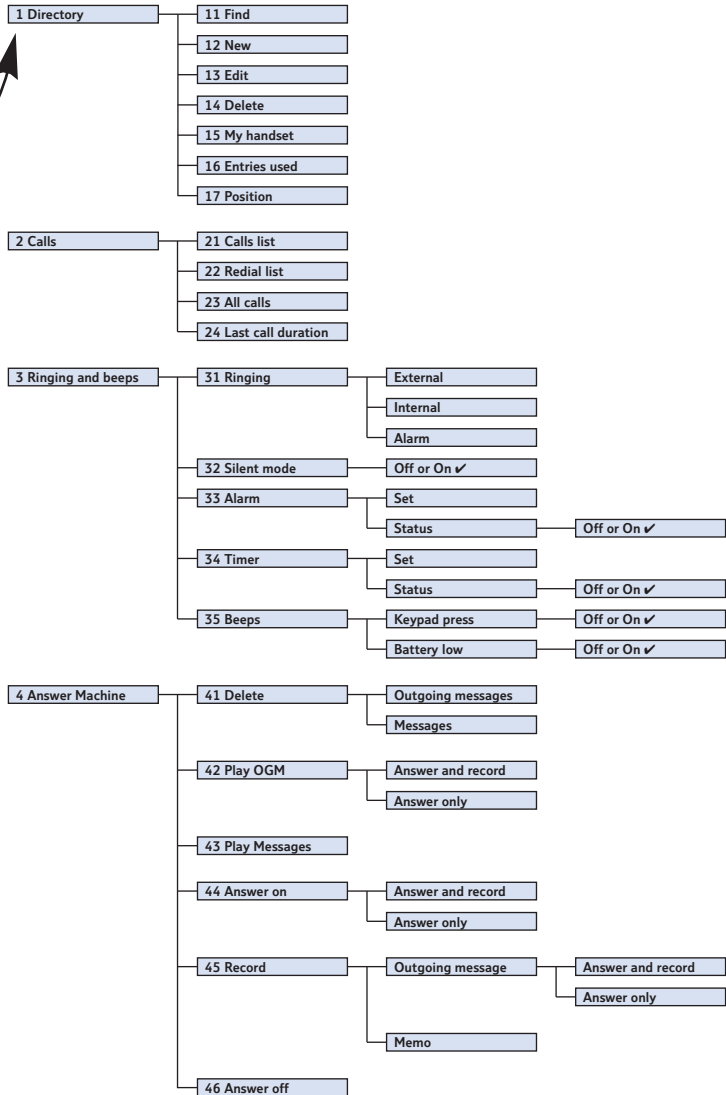 1 Directory
11 Find
12 New
13 Edit
14 Delete
15 My handset
16 Entries used
17 Position
2 Calls
21 Calls list
22 Redial list
23 All calls
24 Last call duration
3 Ringing and beeps
31 Ringing
External
Internal
Alarm
32 Silent mode
Off or On ✔
33 Alarm
Set
Status
Off or On ✔
34 Timer
Set
Status
Off or On ✔
35 Beeps
Keypad press
Off or On ✔
Battery low
Off or On ✔
4 Answer Machine
41 Delete
Outgoing messages
Messages
42 Play OGM
Answer and record
Answer only
43 Play Messages
44 Answer on
Answer and record
Answer only
45 Record
Outgoing message
Answer and record
Answer only
Memo
46 Answer off